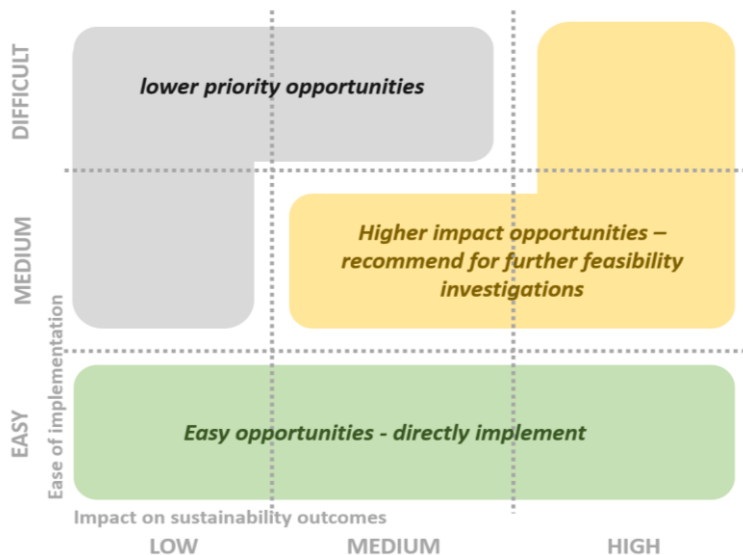 DIFFICULT
lower priority opportunities
MEDIUM
Higher impact opportunities –
recommend for further feasibility
investigations
Ease of implementation
EASY
Easy opportunities - directly implement
Impact on sustainability outcomes
LOW
MEDIUM
HIGH